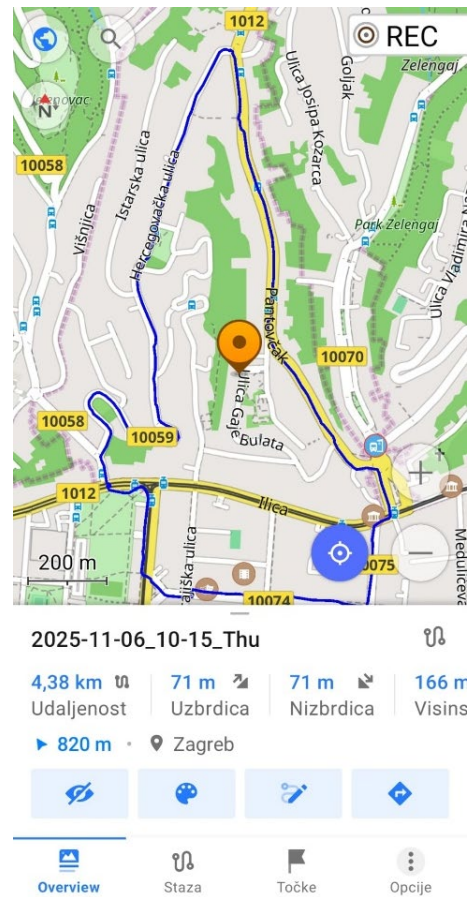 1012
REC
Zelengaj
Goljak
Ulica Josipa Kozarca
N
10058
Istarska ulica
Višnjica
Hercegovačka ulica
Park Zelengaj
Ulica Vladimira
Pantovčak
10070
Ulica Gaje
Bulata
10058
10059
1012
Ilica
200 m
10074
2025-11-06_10-15_Thu
4,38 km
71 m
71 m
166 m
Udaljenost
Uzbrdica
Nizbrdica
Visins
820 m · Zagreb
Overview
Staza
Točke
Opcije